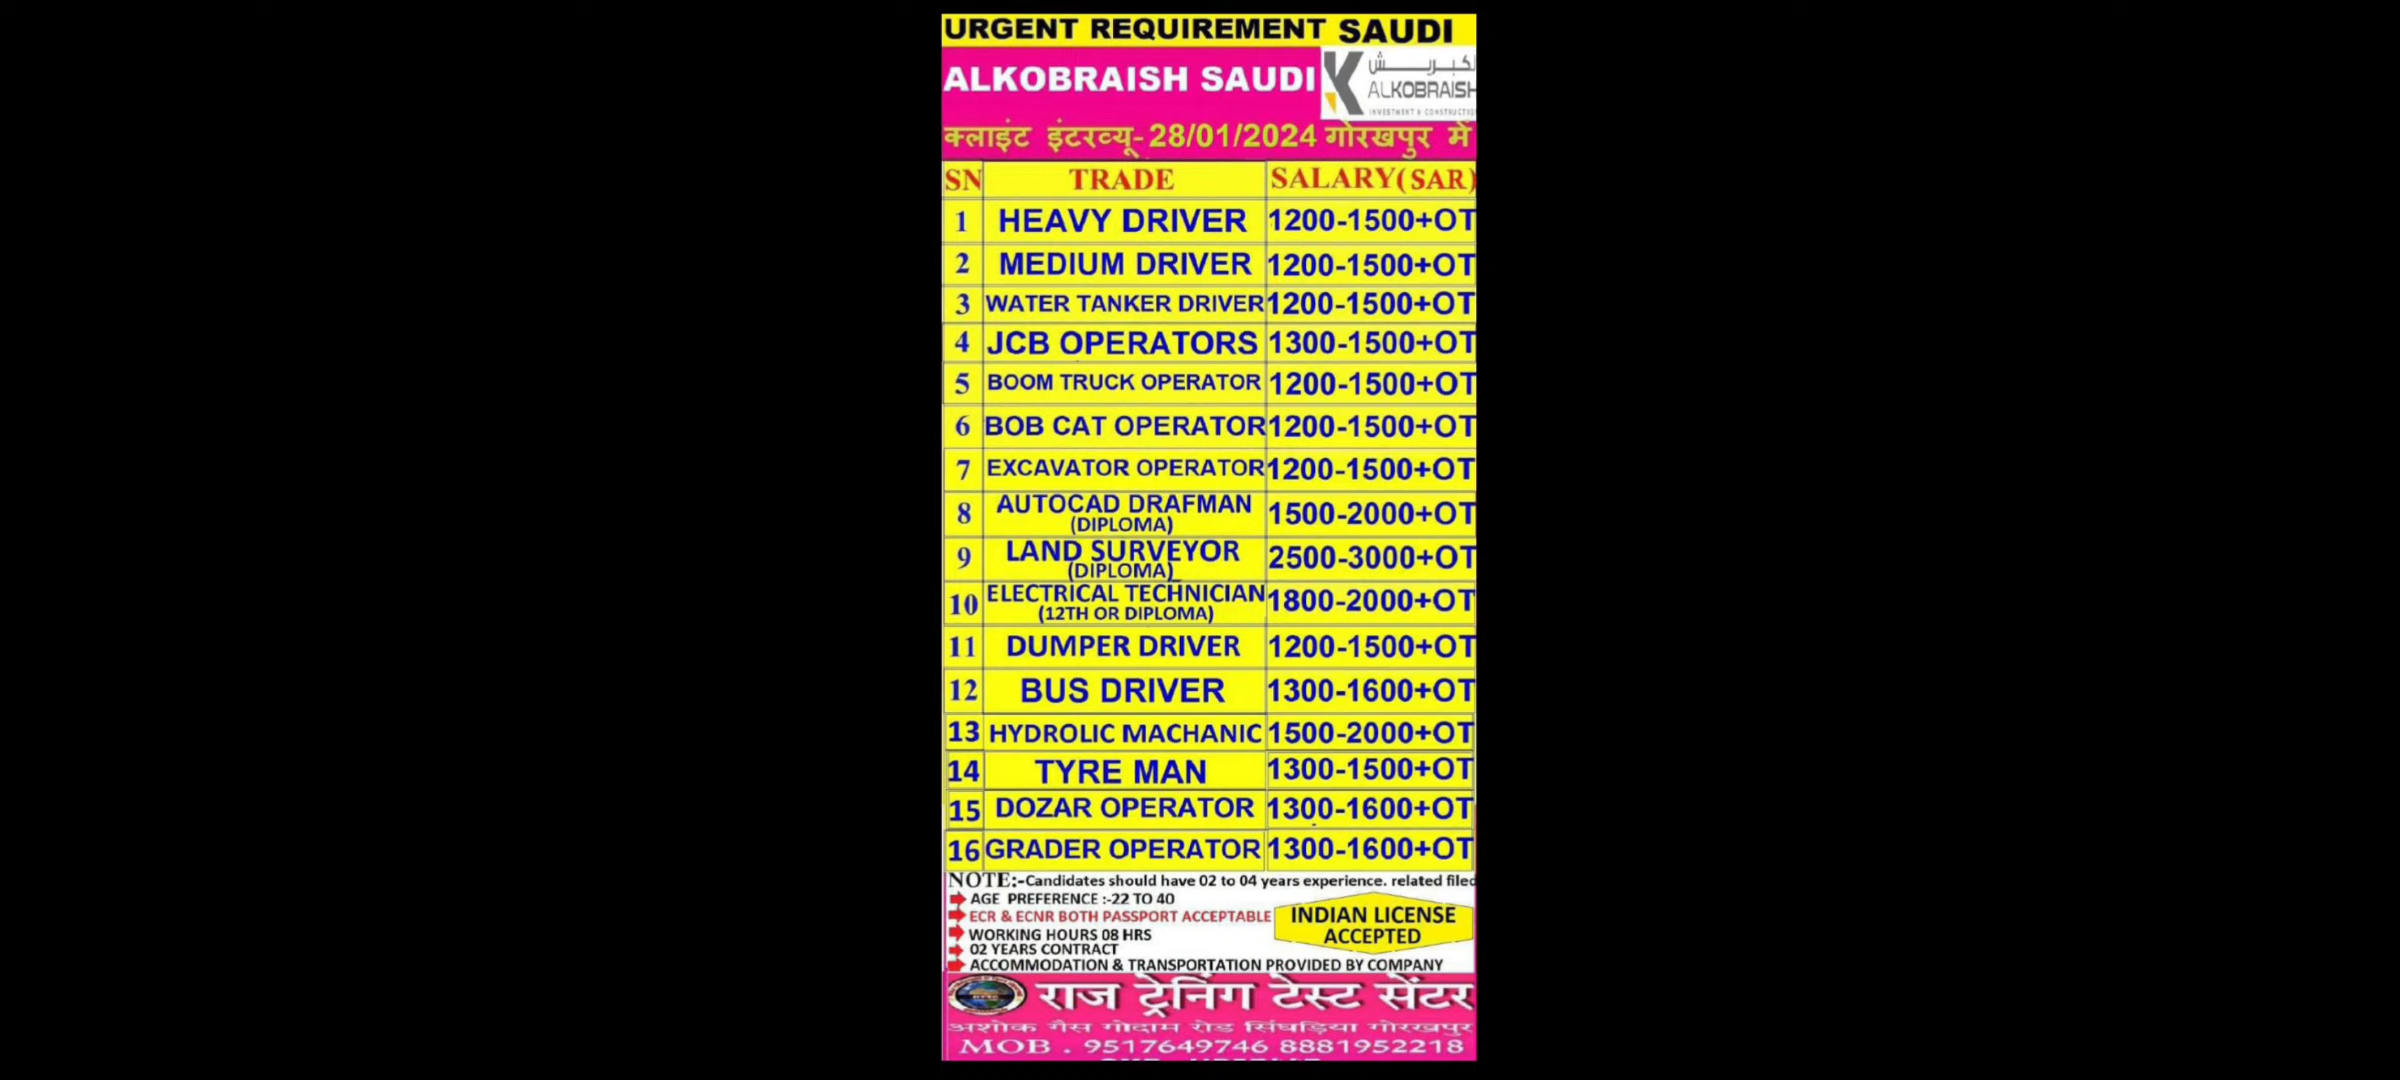 URGENT REQUIREMENT SAUDI
ALKOBRAISH SAUDI
ALKOBRAISH
INVESTMENT & CONSTRUCTIO
क्लाइंट इंटरव्यू- 28/01/2024 गोरखपुर में
SN TRADE SALARY(SAR)
1 HEAVY DRIVER 1200-1500+OT
2 MEDIUM DRIVER 1200-1500+OT
3 WATER TANKER DRIVER 1200-1500+OT
4 JCB OPERATORS 1300-1500+OT
5 BOOM TRUCK OPERATOR 1200-1500+OT
6 BOB CAT OPERATOR 1200-1500+OT
7 EXCAVATOR OPERATOR 1200-1500+OT
8 AUTOCAD DRAFMAN 1500-2000+OT
(DIPLOMA)
9 LAND SURVEYOR 2500-3000+OT
(DIPLOMA)
10 ELECTRICAL TECHNICIAN 1800-2000+OT
(12TH OR DIPLOMA)
11 DUMPER DRIVER 1200-1500+OT
12 BUS DRIVER 1300-1600+OT
13 HYDROLIC MACHANIC 1500-2000+OT
14 TYRE MAN 1300-1500+OT
15 DOZAR OPERATOR 1300-1600+OT
16 GRADER OPERATOR 1300-1600+OT
NOTE:-Candidates should have 02 to 04 years experience. related filed
AGE PREFERENCE :-22 TO 40
ECR & ECNR BOTH PASSPORT ACCEPTABLE
WORKING HOURS 08 HRS
02 YEARS CONTRACT
ACCOMMODATION & TRANSPORTATION PROVIDED BY COMPANY
INDIAN LICENSE
ACCEPTED
राज ट्रेनिंग टेस्ट सेंटर
अशोक गैस गोदाम रोड सिंघड़िया गोरखपुर
MOB . 9517649746 8881952218